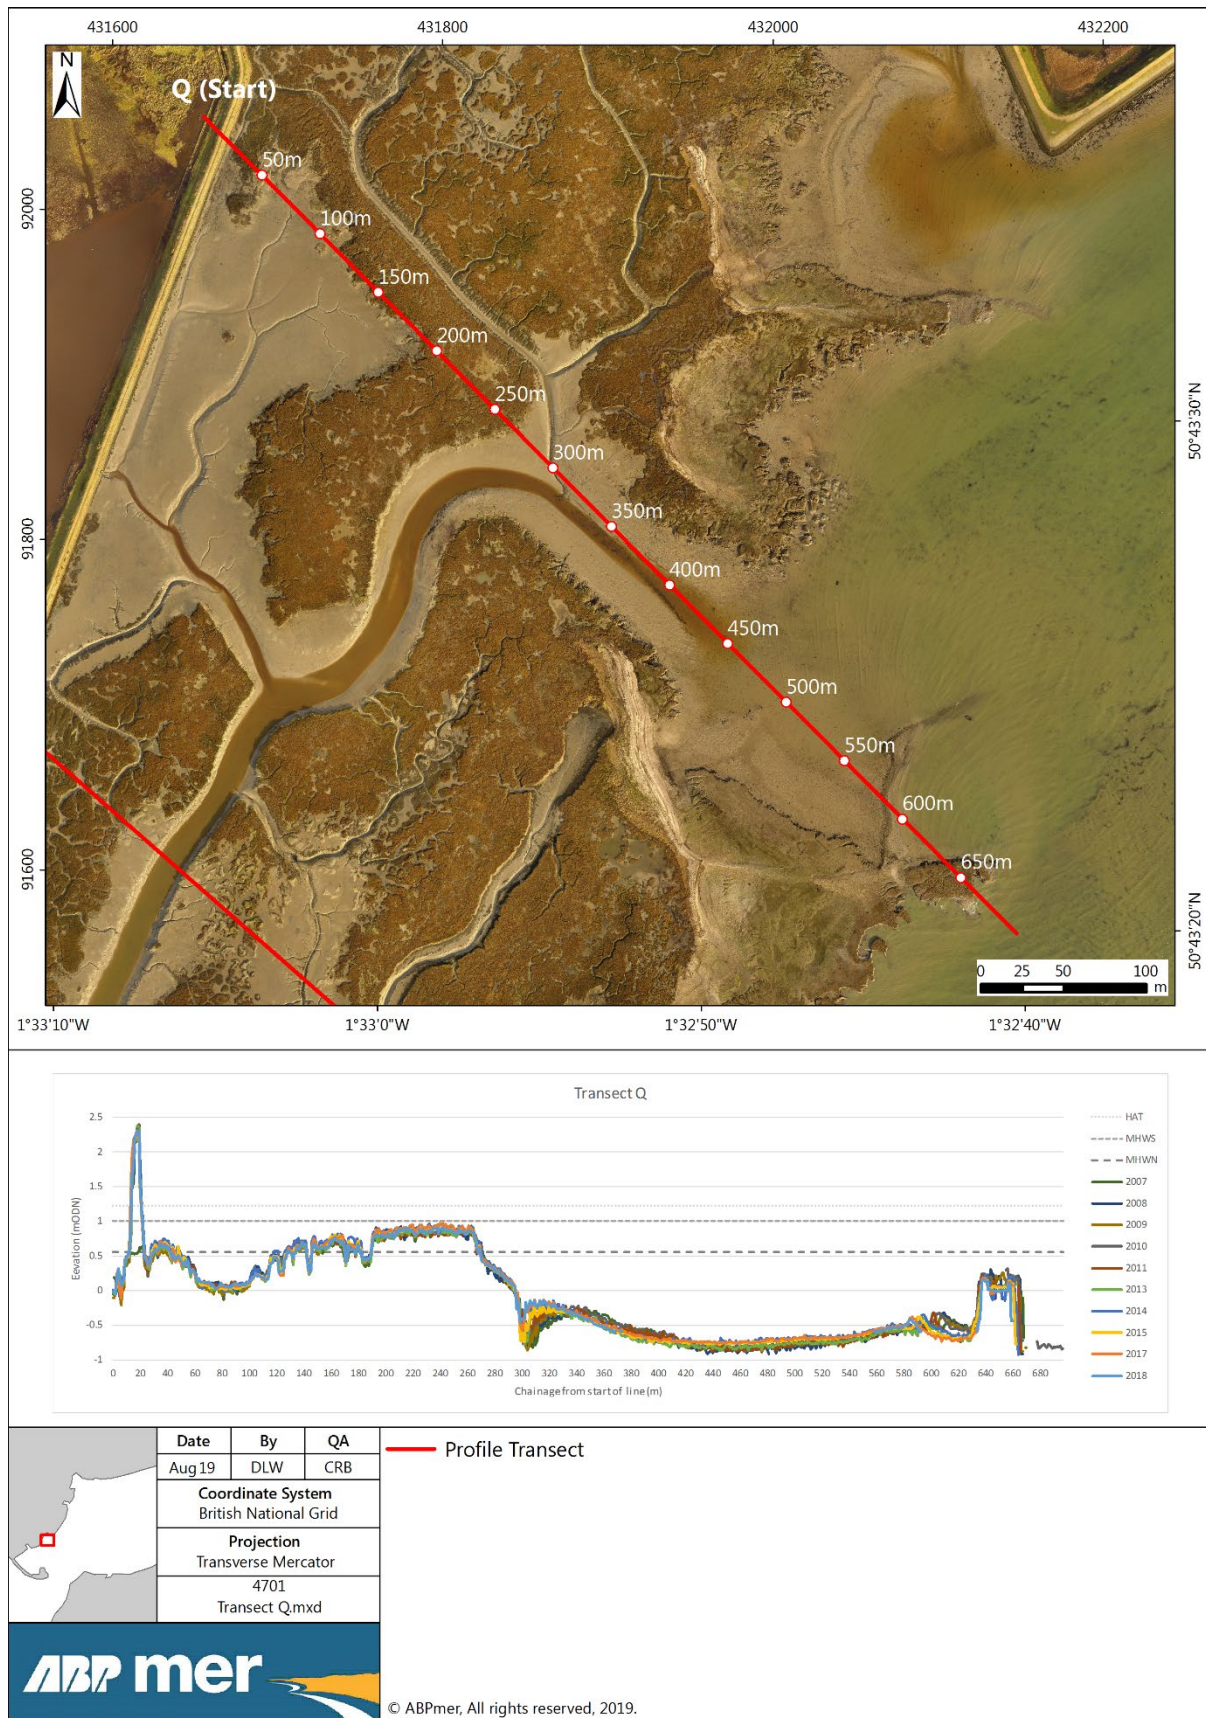 431600 431800 432000 432200
N
Q (Start)
50m
92000
100m
150m
200m
250m
50°43'30"N
300m
350m
91800
400m
450m
500m
550m
600m
91600
650m
50°43'20"N
0 25 50 100
m
1°33'10"W 1°33'0"W 1°32'50"W 1°32'40"W
Transect Q
2.5
2
1.5
1
0.5
0
-0.5
-1
Eevation (mODN)
0 20 40 60 80 100 120 140 160 180 200 220 240 260 280 300 320 340 360 380 400 420 440 460 480 500 520 540 560 580 600 620 640 660 680
Chainage from start of line (m)
HAT
MHWS
MHWN
2007
2008
2009
2010
2011
2013
2014
2015
2017
2018
Date By QA
Aug 19 DLW CRB
Coordinate System
British National Grid
Projection
Transverse Mercator
4701
Transect Q.mxd
ABP mer
Profile Transect
© ABPmer, All rights reserved, 2019.